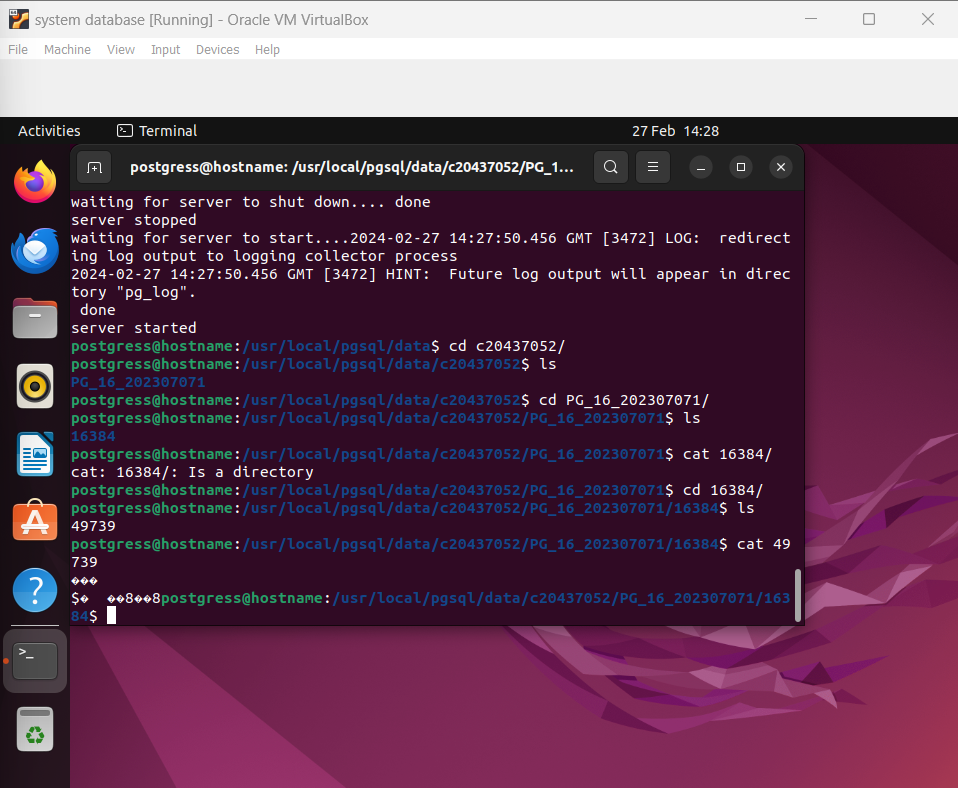 system database [Running] - Oracle VM VirtualBox
File Machine View Input Devices Help
Activities Terminal 27 Feb 14:28
postgress@hostname: /usr/local/pgsql/data/c20437052/PG_1...
waiting for server to shut down.... done
server stopped
waiting for server to start....2024-02-27 14:27:50.456 GMT [3472] LOG:  redirect
ing log output to logging collector process
2024-02-27 14:27:50.456 GMT [3472] HINT:  Future log output will appear in direc
tory "pg_log".
 done
server started
postgress@hostname:/usr/local/pgsql/data$ cd c20437052/
postgress@hostname:/usr/local/pgsql/data/c20437052$ ls
PG_16_202307071
postgress@hostname:/usr/local/pgsql/data/c20437052$ cd PG_16_202307071/
postgress@hostname:/usr/local/pgsql/data/c20437052/PG_16_202307071$ ls
16384
postgress@hostname:/usr/local/pgsql/data/c20437052/PG_16_202307071$ cat 16384/
cat: 16384/: Is a directory
postgress@hostname:/usr/local/pgsql/data/c20437052/PG_16_202307071$ cd 16384/
postgress@hostname:/usr/local/pgsql/data/c20437052/PG_16_202307071/16384$ ls
49739
postgress@hostname:/usr/local/pgsql/data/c20437052/PG_16_202307071/16384$ cat 49
739
���
$�  ��8��8postgress@hostname:/usr/local/pgsql/data/c20437052/PG_16_202307071/163
84$